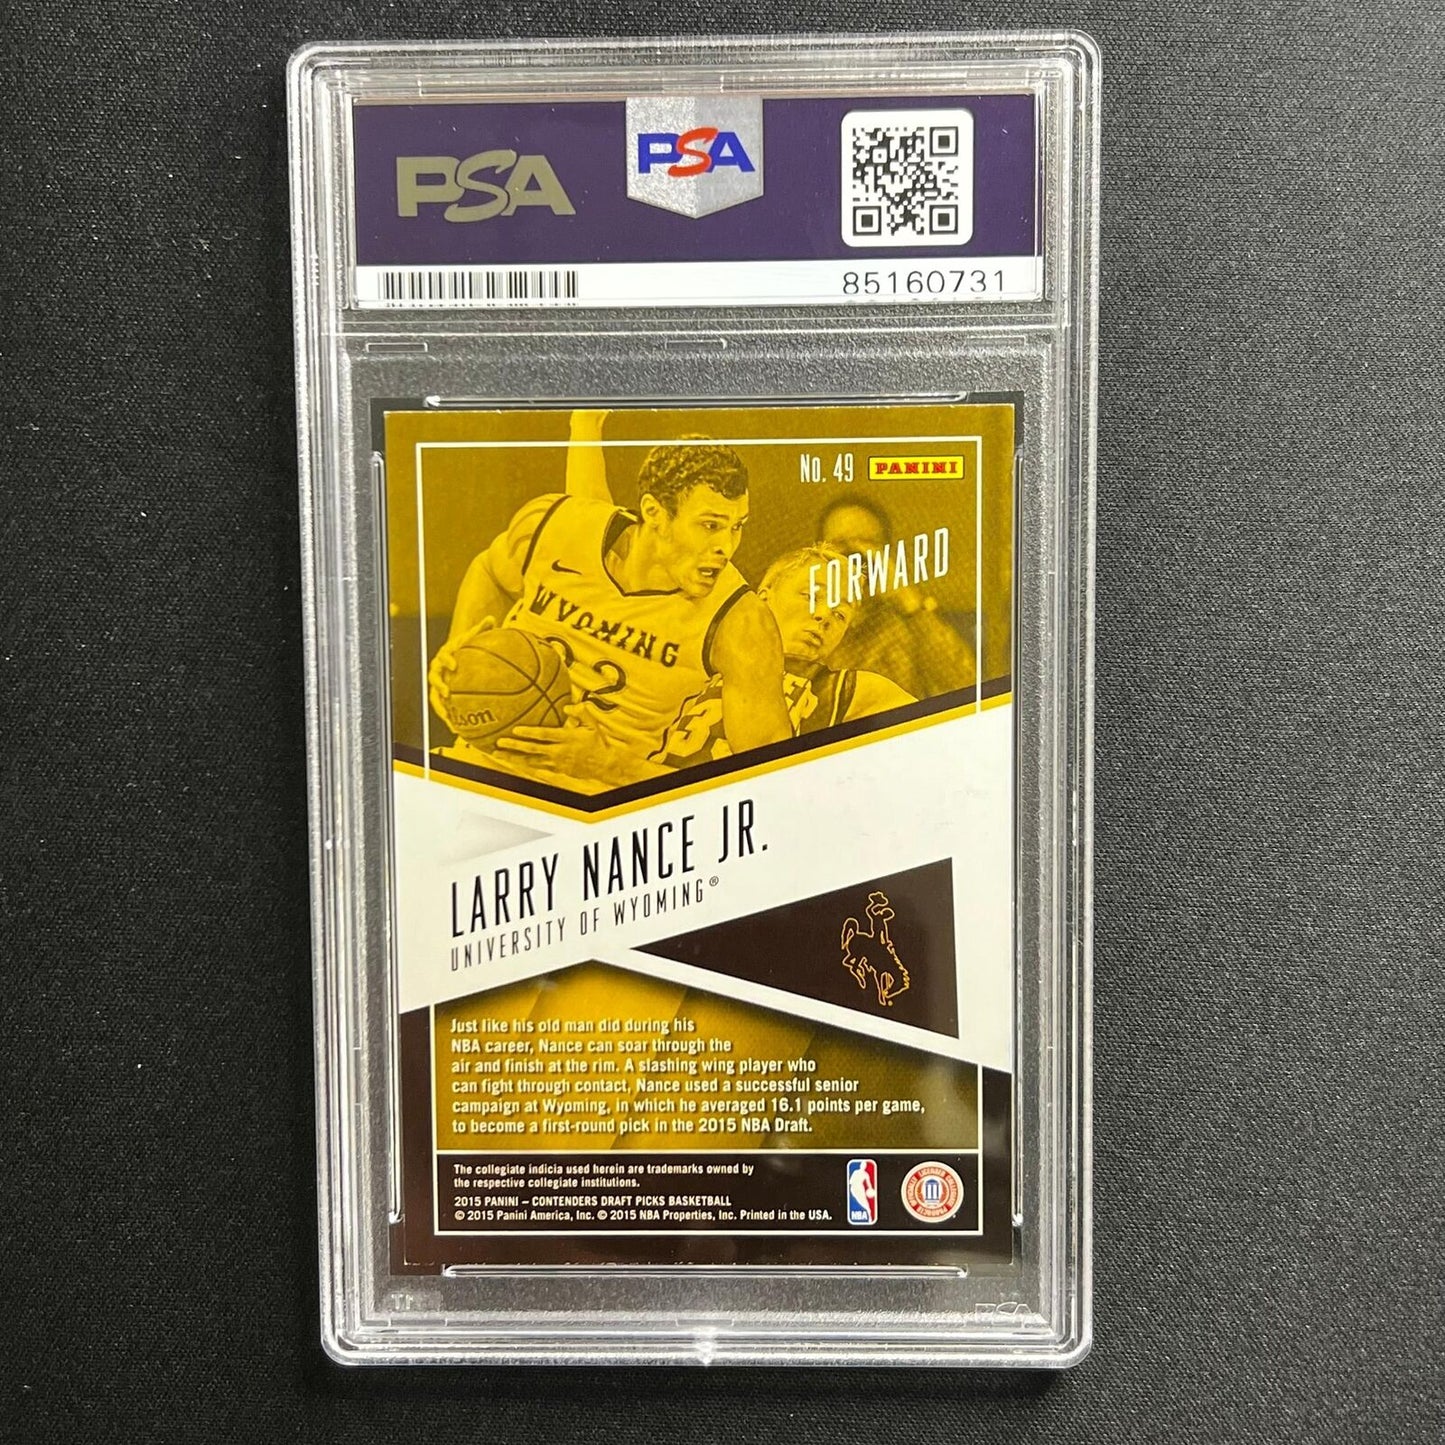 PSA
PSA
85160731
No. 49 PANINI
FORWARD
WYOMING
22
LARRY NANCE JR.
UNIVERSITY OF WYOMING®
Just like his old man did during his
NBA career, Nance can soar through the
air and finish at the rim. A slashing wing player who
can fight through contact, Nance used a successful senior
campaign at Wyoming, in which he averaged 16.1 points per game,
to become a first-round pick in the 2015 NBA Draft.
The collegiate indicia used herein are trademarks owned by
the respective collegiate institutions.
2015 PANINI – CONTENDERS DRAFT PICKS BASKETBALL
© 2015 Panini America, Inc. © 2015 NBA Properties, Inc. Printed in the USA.
NBA
PSA